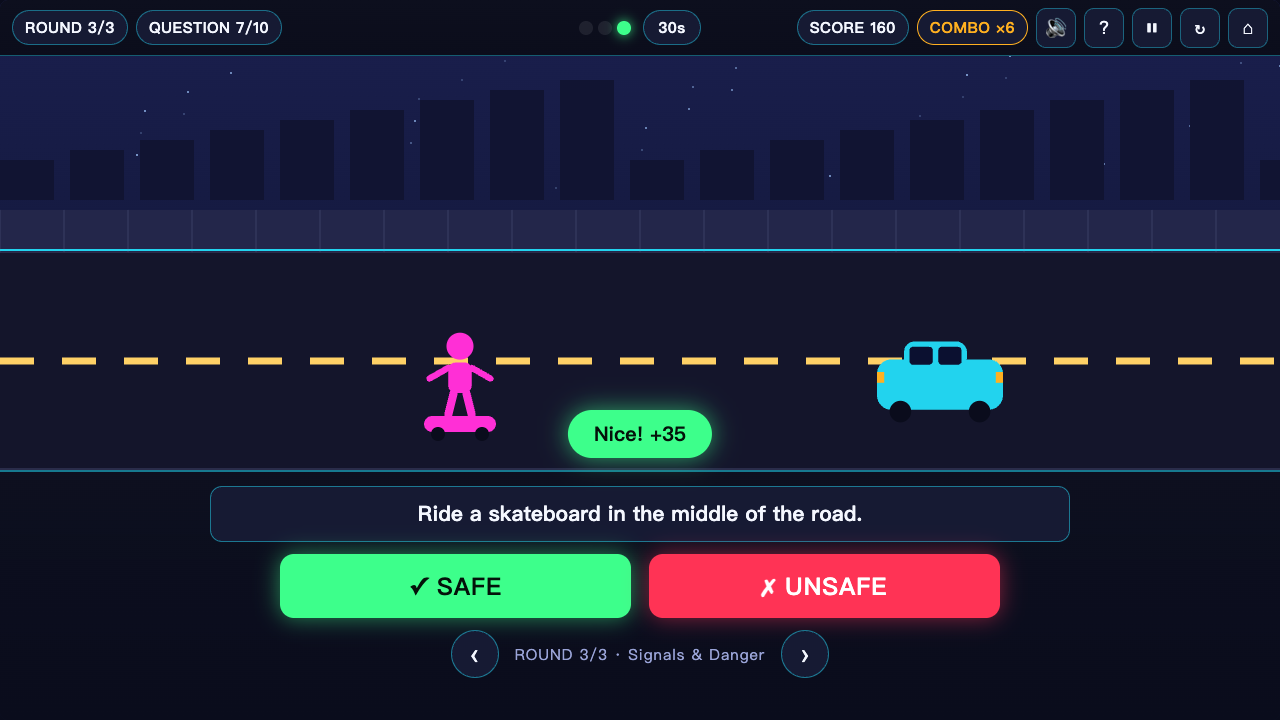 ROUND 3/3
QUESTION 7/10
30s
SCORE 160
COMBO ×6
?
Nice! +35
Ride a skateboard in the middle of the road.
✓ SAFE
✗ UNSAFE
ROUND 3/3 · Signals & Danger